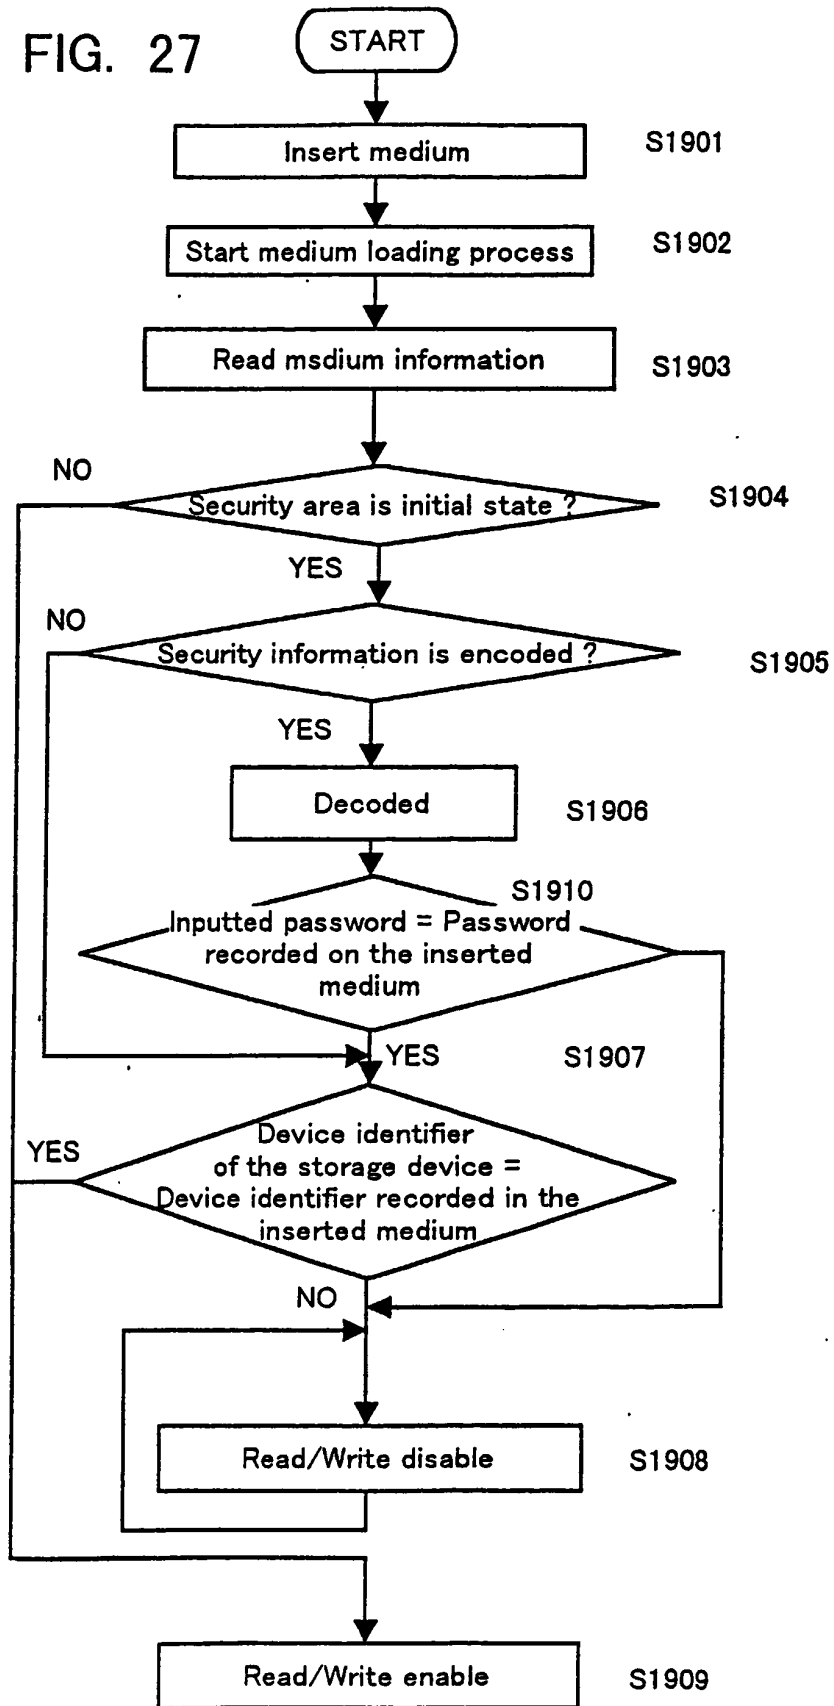 FIG. 27
START
Insert medium
S1901
Start medium loading process
S1902
Read msdium information
S1903
NO
Security area is initial state ?
S1904
YES
NO
Security information is encoded ?
S1905
YES
Decoded
S1906
S1910
Inputted password = Password
recorded on the inserted
medium
YES
S1907
YES
Device identifier
of the storage device =
Device identifier recorded in the
inserted medium
NO
Read/Write disable
S1908
Read/Write enable
S1909